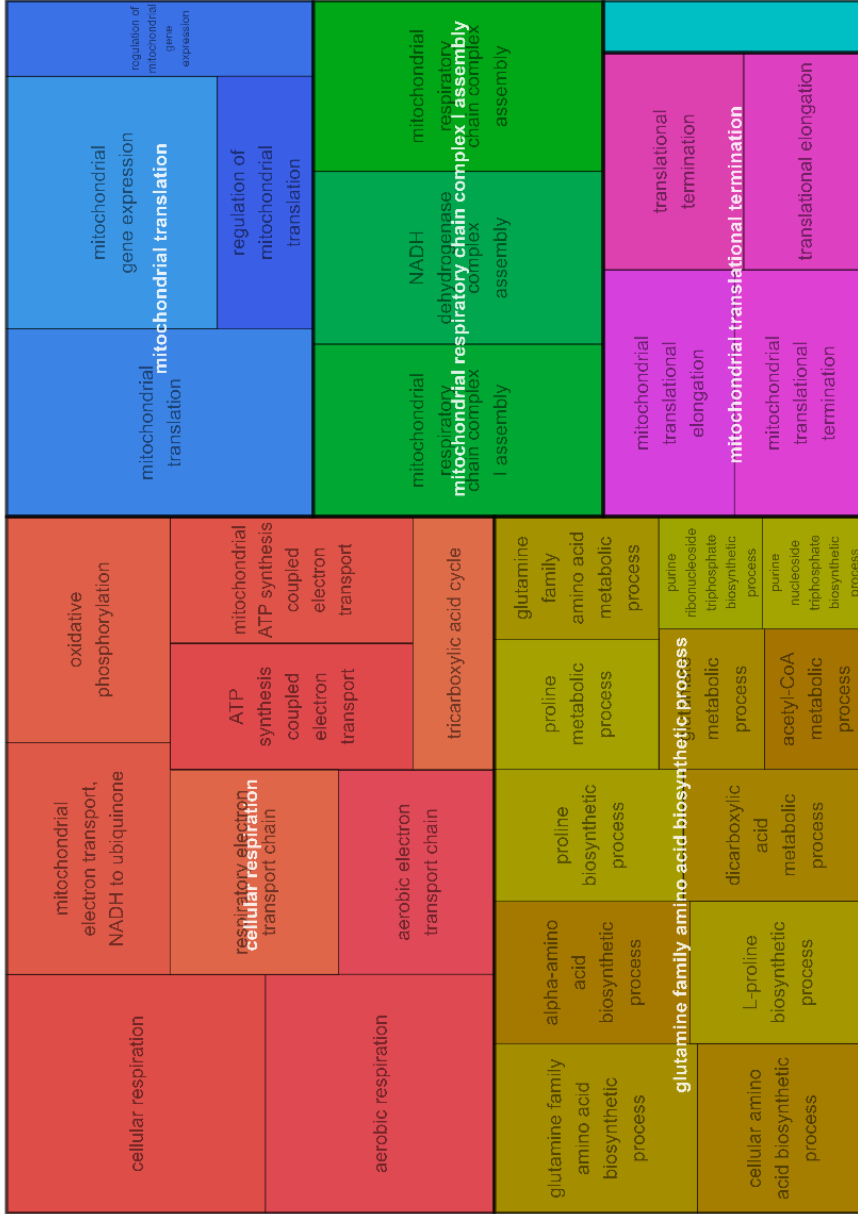 cellular respiration
aerobic respiration
mitochondrial
electron transport,
NADH to ubiquinone
oxidative
phosphorylation
respiratory electron
transport chain
aerobic electron
transport chain
ATP
synthesis
coupled
electron
transport
mitochondrial
ATP synthesis
coupled
electron
transport
tricarboxylic acid cycle
cellular respiration
mitochondrial
translation
mitochondrial
gene expression
regulation of
mitochondrial
translation
rogulation of
mitochondrial
gene
expression
mitochondrial translation
mitochondrial
respiratory
chain complex
I assembly
NADH
dehydrogenase
complex
assembly
mitochondrial
respiratory
chain complex
assembly
mitochondrial respiratory chain complex I assembly
glutamine family
amino acid
biosynthetic
process
cellular amino
acid biosynthetic
process
alpha-amino
acid
biosynthetic
process
L-proline
biosynthetic
process
proline
biosynthetic
process
dicarboxylic
acid
metabolic
process
proline
metabolic
process
glutamine
family
amino acid
metabolic
process
glutamate
metabolic
process
acetyl-CoA
metabolic
process
purine
ribonucleoside
triphosphate
biosynthetic
process
purine
nucleoside
triphosphate
biosynthetic
process
glutamine family amino acid biosynthetic process
mitochondrial
translational
elongation
mitochondrial
translational
termination
translational
termination
translational elongation
mitochondrial translational termination